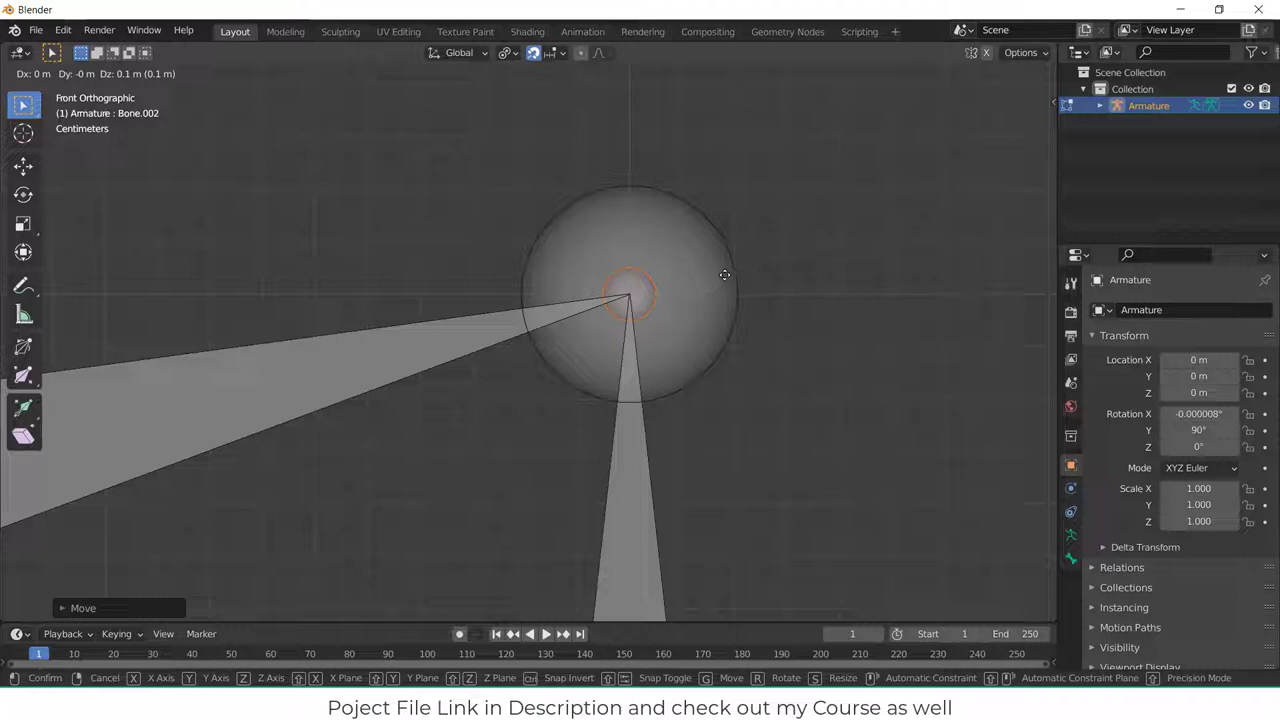 Blender
File Edit Render Window Help Layout Modeling Sculpting UV Editing Texture Paint Shading Animation Rendering Compositing Geometry Nodes Scripting + Scene View Layer
Global X Options
Dx: 0 m Dy: -0 m Dz: 0.1 m (0.1 m)
Scene Collection
Collection
Armature
Front Orthographic
(1) Armature : Bone.002
Centimeters
Armature
Armature
Transform
Location X 0 m
Y 0 m
Z 0 m
Rotation X -0.000008°
Y 90°
Z 0°
Mode XYZ Euler
Scale X 1.000
Y 1.000
Z 1.000
Delta Transform
Relations
Collections
Instancing
Motion Paths
Visibility
Viewport Display
Move
Playback Keying View Marker 1 Start 1 End 250
1 10 20 30 40 50 60 70 80 90 100 110 120 130 140 150 160 170 180 190 200 210 220 230 240 250
Confirm Cancel X X Axis Y Y Axis Z Z Axis X X Plane Y Y Plane Z Z Plane Ctrl Snap Invert Snap Toggle G Move R Rotate S Resize Automatic Constraint Automatic Constraint Plane Precision Mode
Poject File Link in Description and check out my Course as well